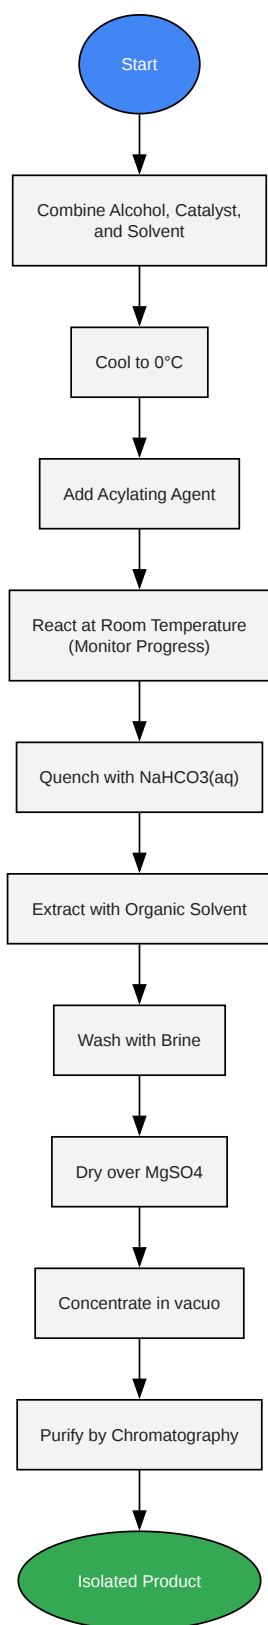 Start
Combine Alcohol, Catalyst,
and Solvent
Cool to 0°C
Add Acylating Agent
React at Room Temperature
(Monitor Progress)
Quench with NaHCO3(aq)
Extract with Organic Solvent
Wash with Brine
Dry over MgSO4
Concentrate in vacuo
Purify by Chromatography
Isolated Product